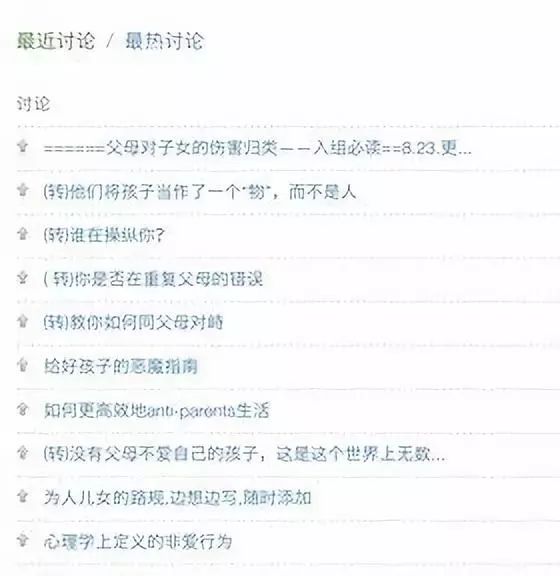 最近讨论 / 最热讨论
讨论
======父母对子女的伤害归类——入组必读==8.23.更...
(转)他们将孩子当作了一个“物”，而不是人
(转)谁在操纵你？
( 转)你是否在重复父母的错误
(转)教你如何同父母对峙
给好孩子的恶魔指南
如何更高效地anti-parents生活
(转)没有父母不爱自己的孩子，这是这个世界上无数...
为人儿女的路现,边想边写,随时添加
心理学上定义的非爱行为